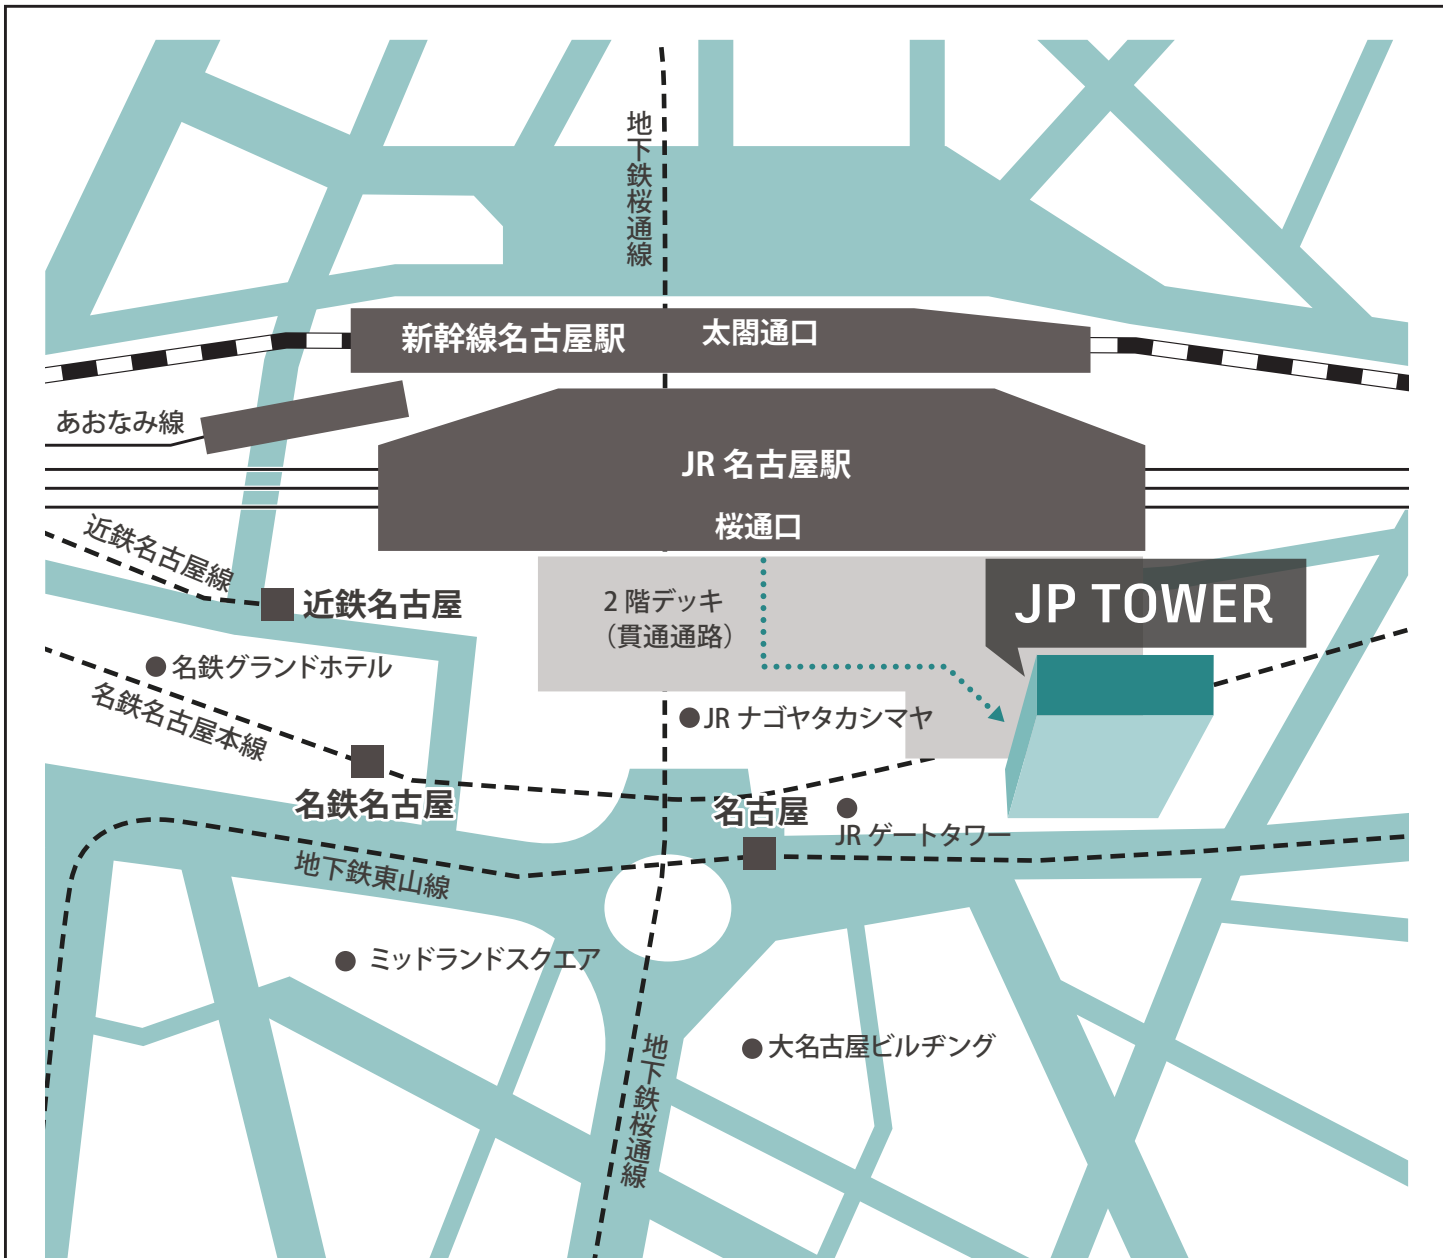 地下鉄桜通線
新幹線名古屋駅
太閤通口
あおなみ線
JR 名古屋駅
桜通口
近鉄名古屋線
近鉄名古屋
2 階デッキ
（貫通通路）
JP TOWER
名鉄グランドホテル
名鉄名古屋本線
JR ナゴヤタカシマヤ
名鉄名古屋
名古屋
JR ゲートタワー
地下鉄東山線
ミッドランドスクエア
大名古屋ビルヂング
地下鉄桜通線